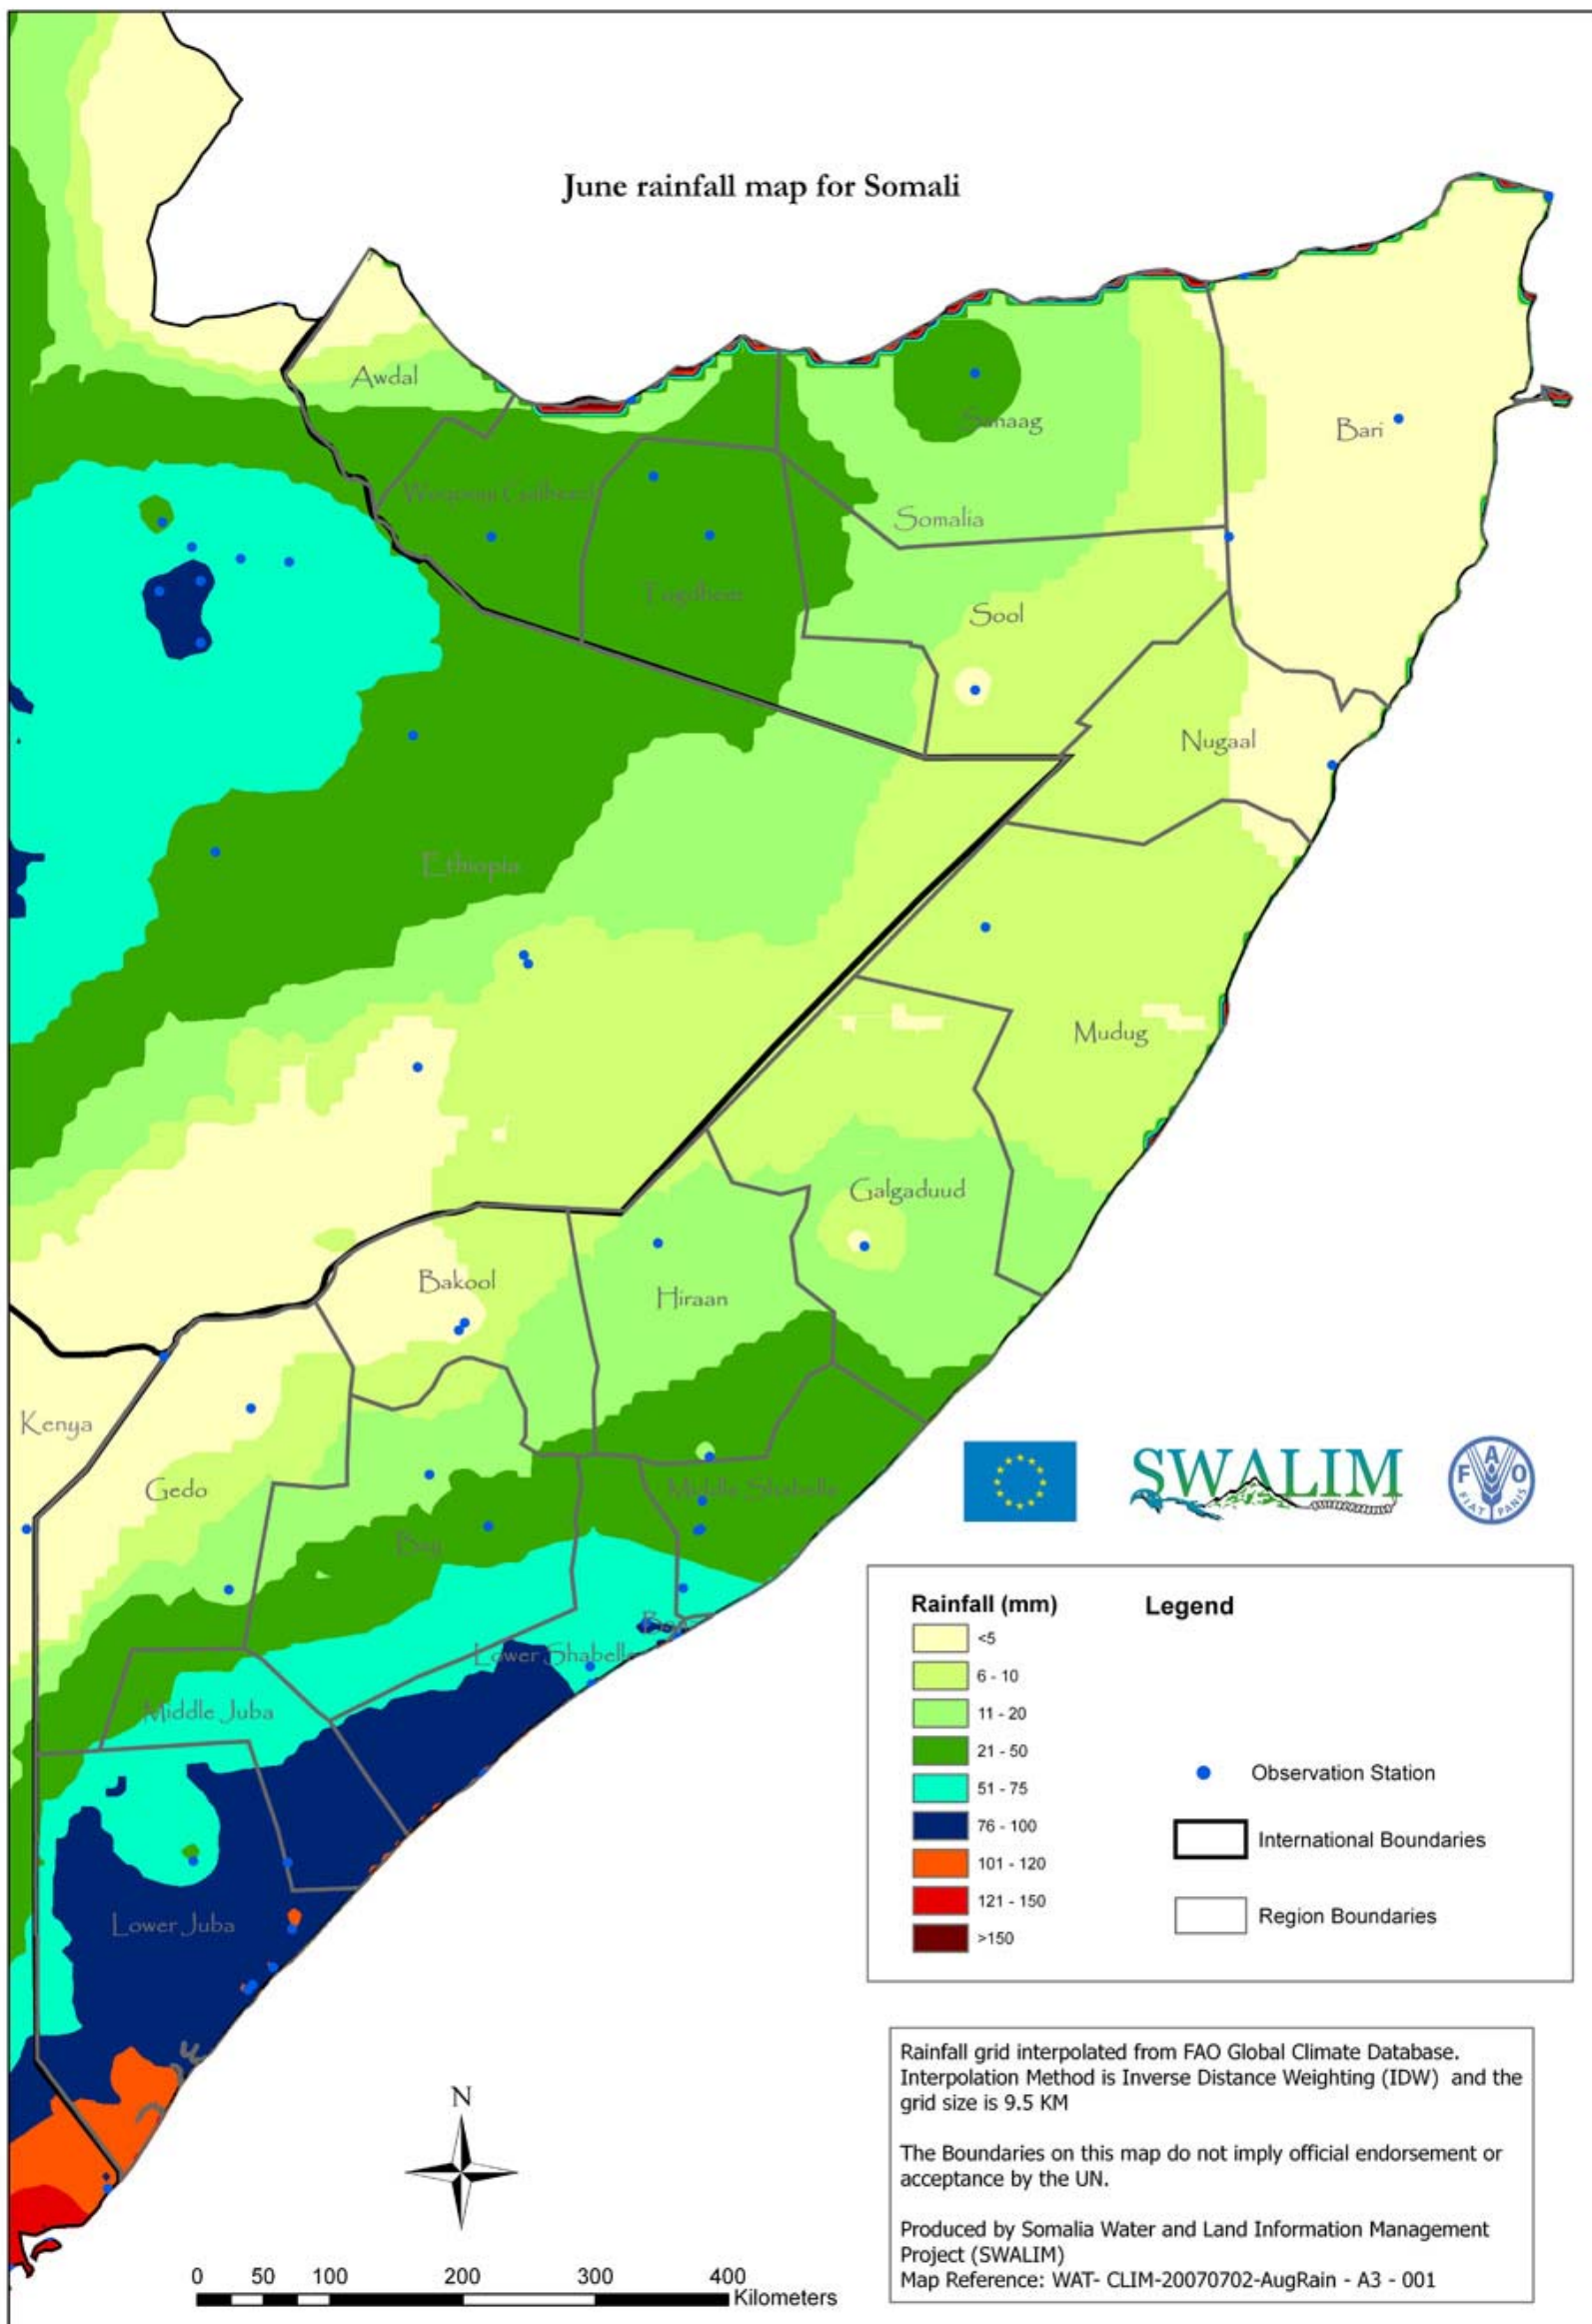 June rainfall map for Somali
Awdal
Sanaag
Bari
Woqooyi Galbeed
Somalia
Togdheer
Sool
Nugaal
Ethiopia
Mudug
Galgaduud
Bakool
Hiraan
Kenya
Gedo
Middle Shabelle
Bay
Lower Shabelle
Middle Juba
Lower Juba
SWALIM
F A O
FIAT PANIS
Rainfall (mm)
Legend
<5
6 - 10
11 - 20
21 - 50
51 - 75
76 - 100
101 - 120
121 - 150
>150
Observation Station
International Boundaries
Region Boundaries
Rainfall grid interpolated from FAO Global Climate Database.
Interpolation Method is Inverse Distance Weighting (IDW) and the
grid size is 9.5 KM
The Boundaries on this map do not imply official endorsement or
acceptance by the UN.
Produced by Somalia Water and Land Information Management
Project (SWALIM)
Map Reference: WAT- CLIM-20070702-AugRain - A3 - 001
N
0 50 100 200 300 400
Kilometers